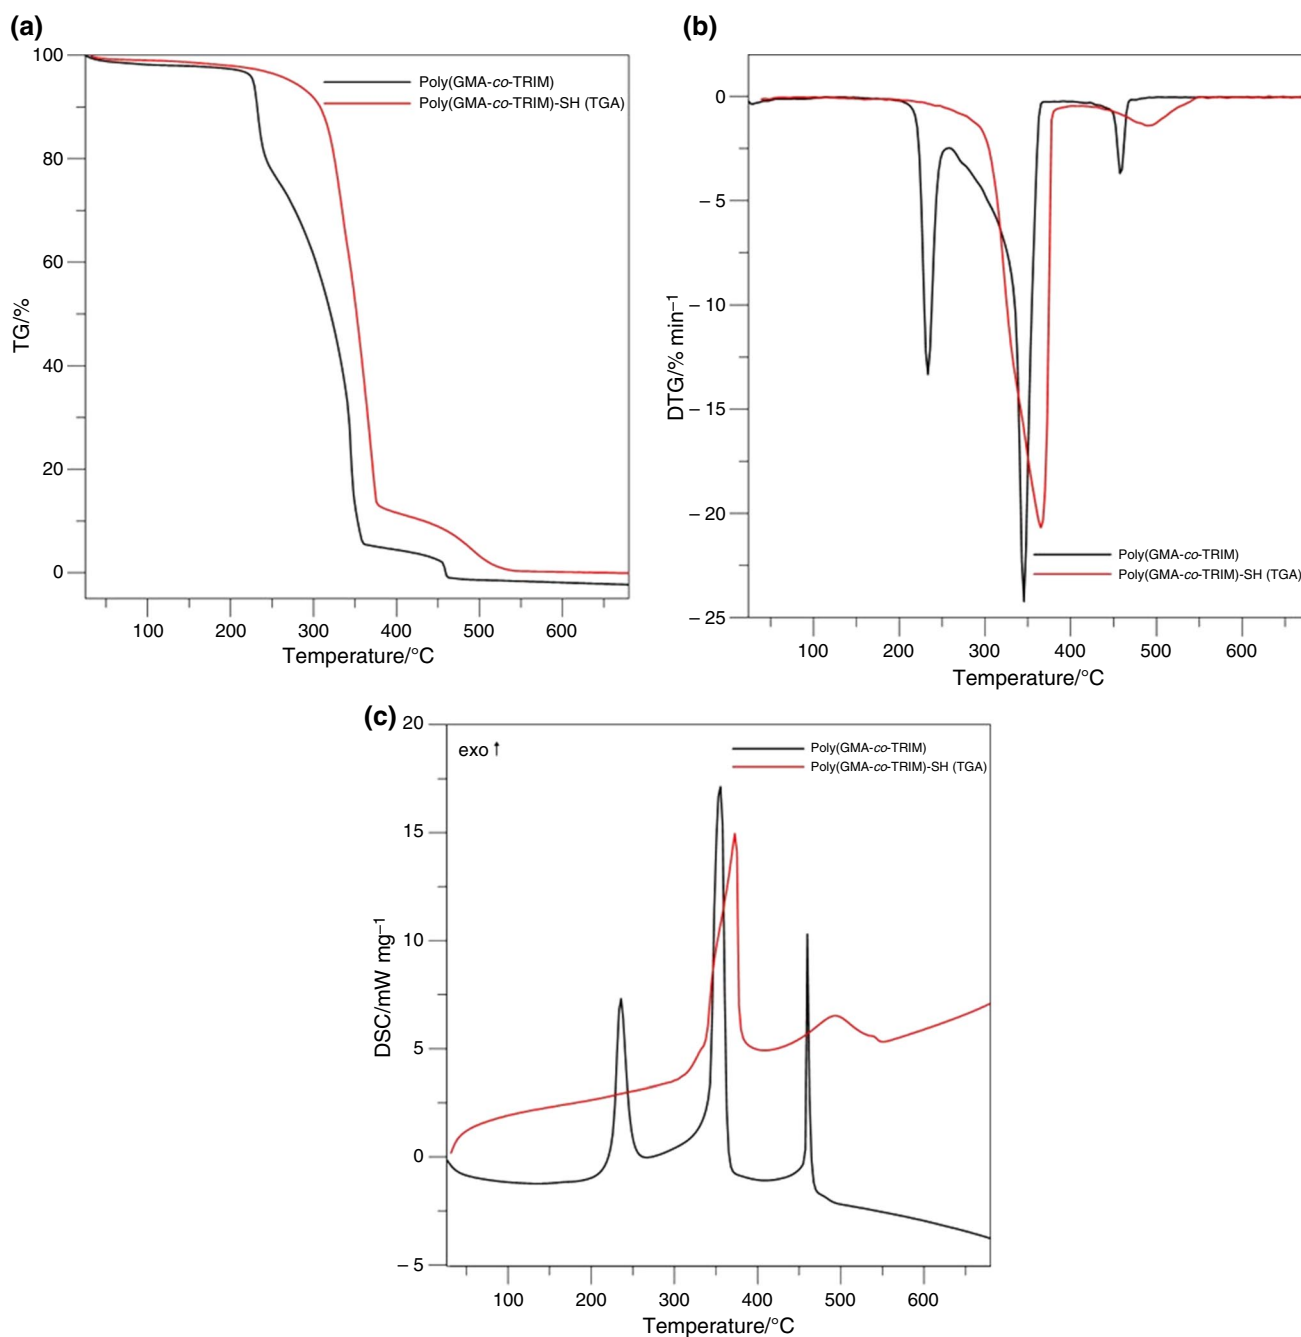 (a)
100
80
60
40
20
0
TG/%
Poly(GMA-co-TRIM)
Poly(GMA-co-TRIM)-SH (TGA)
100 200 300 400 500 600
Temperature/°C
(b)
0
– 5
– 10
– 15
– 20
– 25
DTG/% min–1
Poly(GMA-co-TRIM)
Poly(GMA-co-TRIM)-SH (TGA)
100 200 300 400 500 600
Temperature/°C
(c)
20
15
10
5
0
– 5
DSC/mW mg–1
exo ↑
Poly(GMA-co-TRIM)
Poly(GMA-co-TRIM)-SH (TGA)
100 200 300 400 500 600
Temperature/°C